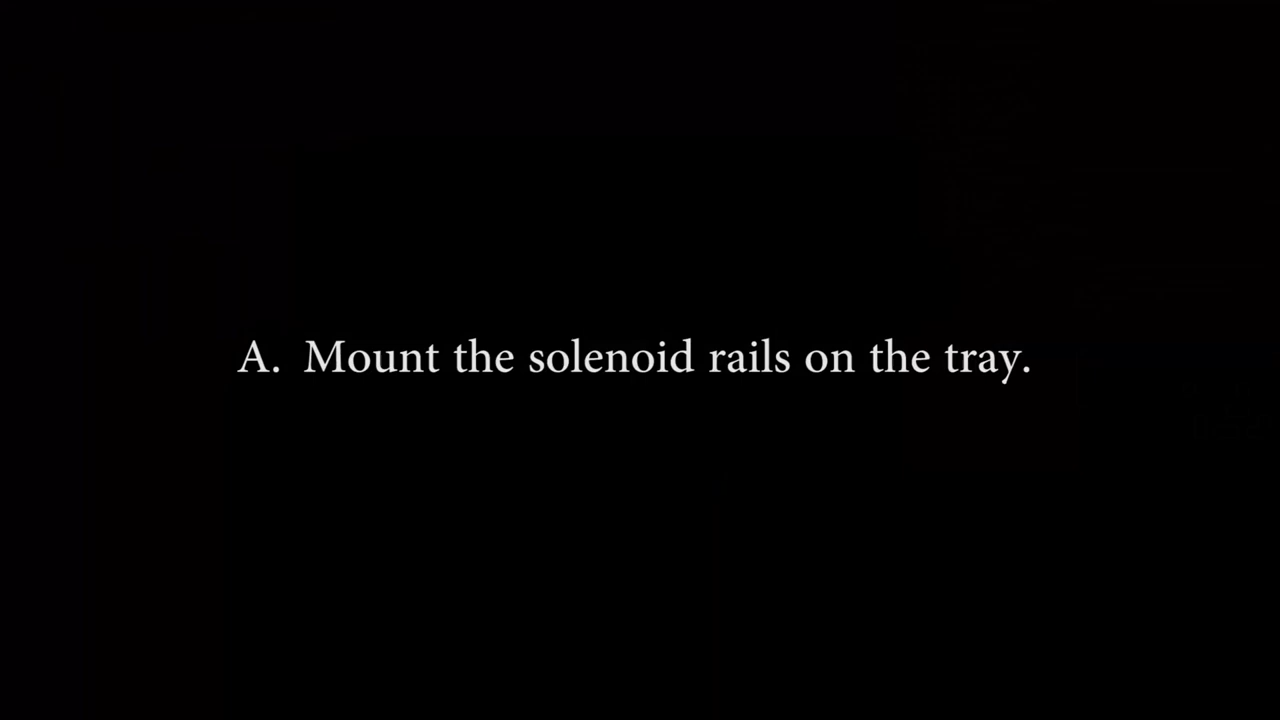 A. Mount the solenoid rails on the tray.